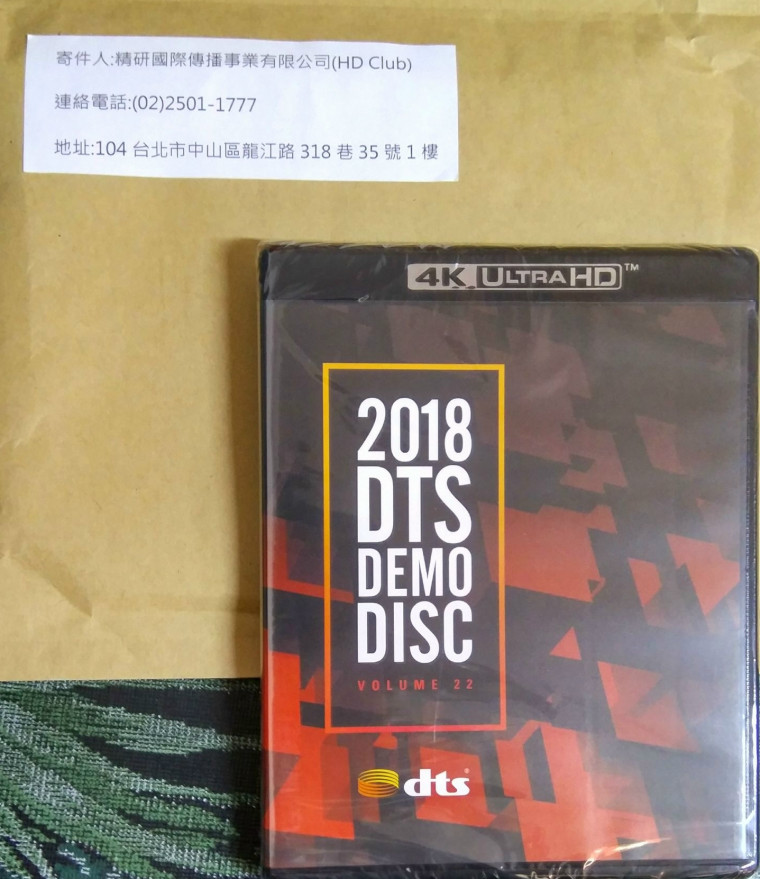 寄件人:精研國際傳播事業有限公司(HD Club)
連絡電話:(02)2501-1777
地址:104 台北市中山區龍江路 318 巷 35 號 1 樓
4K ULTRA HD™
2018
DTS
DEMO
DISC
VOLUME 22
dts®